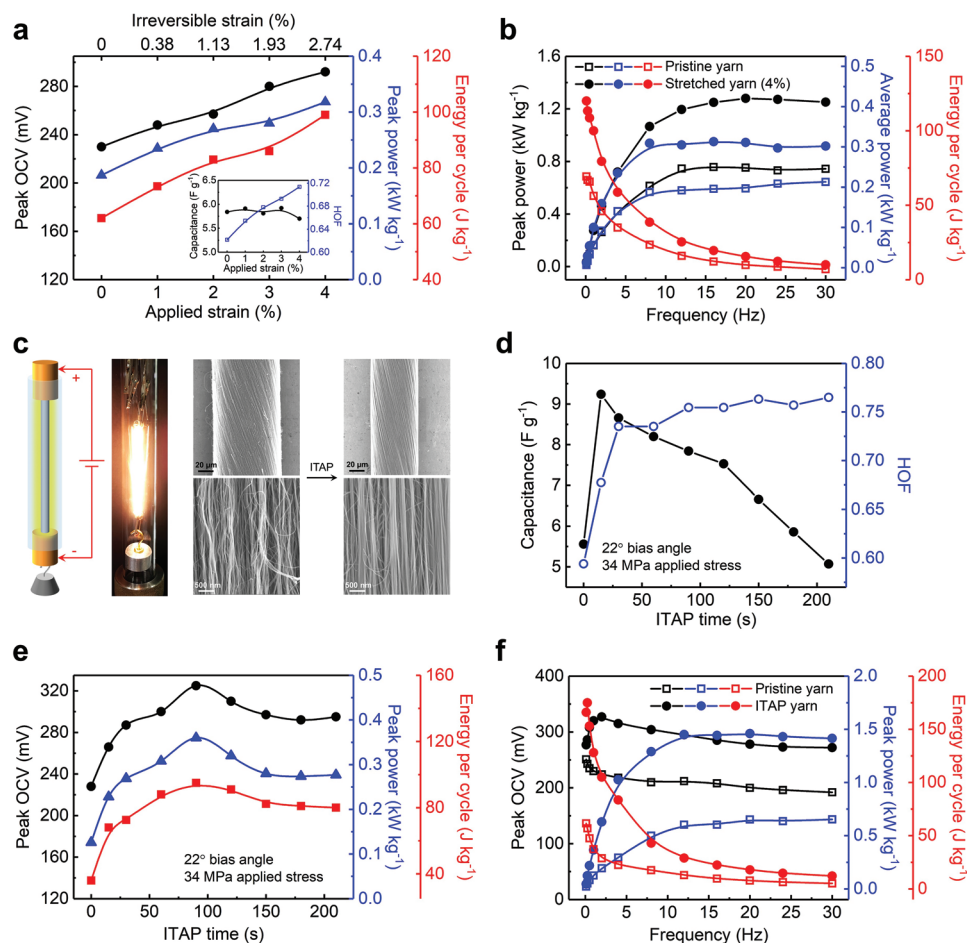 a
Irreversible strain (%)
0 0.38 1.13 1.93 2.74
Peak OCV (mV)
280
240
200
160
120
0 1 2 3 4
Applied strain (%)
0.4
0.3
0.2
0.1
0.0
Peak power (kW kg⁻¹)
120
100
80
60
40
Energy per cycle (J kg⁻¹)
Capacitance (F g⁻¹)
6.5
6.0
5.5
5.0
0 1 2 3 4
Applied strain (%)
0.72
0.68
0.64
0.60
HOF
b
Peak power (kW kg⁻¹)
1.6
1.2
0.8
0.4
0.0
0 5 10 15 20 25 30
Frequency (Hz)
Pristine yarn
Stretched yarn (4%)
0.5
0.4
0.3
0.2
0.1
0.0
Average power (kW kg⁻¹)
150
100
50
0
Energy per cycle (J kg⁻¹)
c
+
-
20 µm
500 nm
ITAP
20 µm
500 nm
d
Capacitance (F g⁻¹)
10
9
8
7
6
5
0 50 100 150 200
ITAP time (s)
22° bias angle
34 MPa applied stress
0.80
0.75
0.70
0.65
0.60
HOF
e
Peak OCV (mV)
320
280
240
200
160
120
0 50 100 150 200
ITAP time (s)
22° bias angle
34 MPa applied stress
0.5
0.4
0.3
0.2
0.1
0.0
Peak power (kW kg⁻¹)
160
120
80
40
Energy per cycle (J kg⁻¹)
f
Peak OCV (mV)
400
300
200
100
0
0 5 10 15 20 25 30
Frequency (Hz)
Pristine yarn
ITAP yarn
2.0
1.5
1.0
0.5
0.0
Peak power (kW kg⁻¹)
200
150
100
50
0
Energy per cycle (J kg⁻¹)